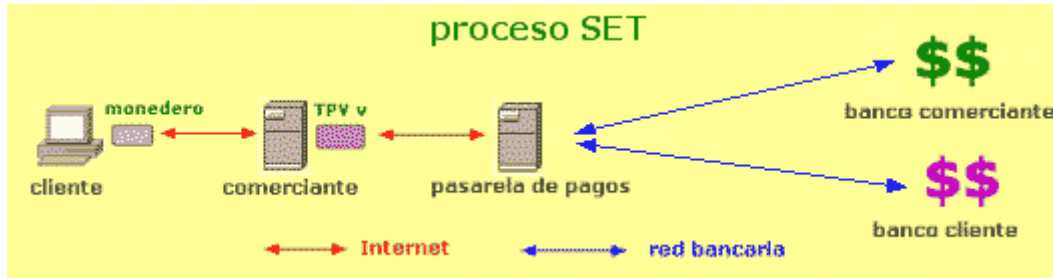 proceso SET
$$
banco comerciante
monedero
TPV v
cliente
comerciante
pasarela de pagos
$$
banco cliente
Internet
red bancaria